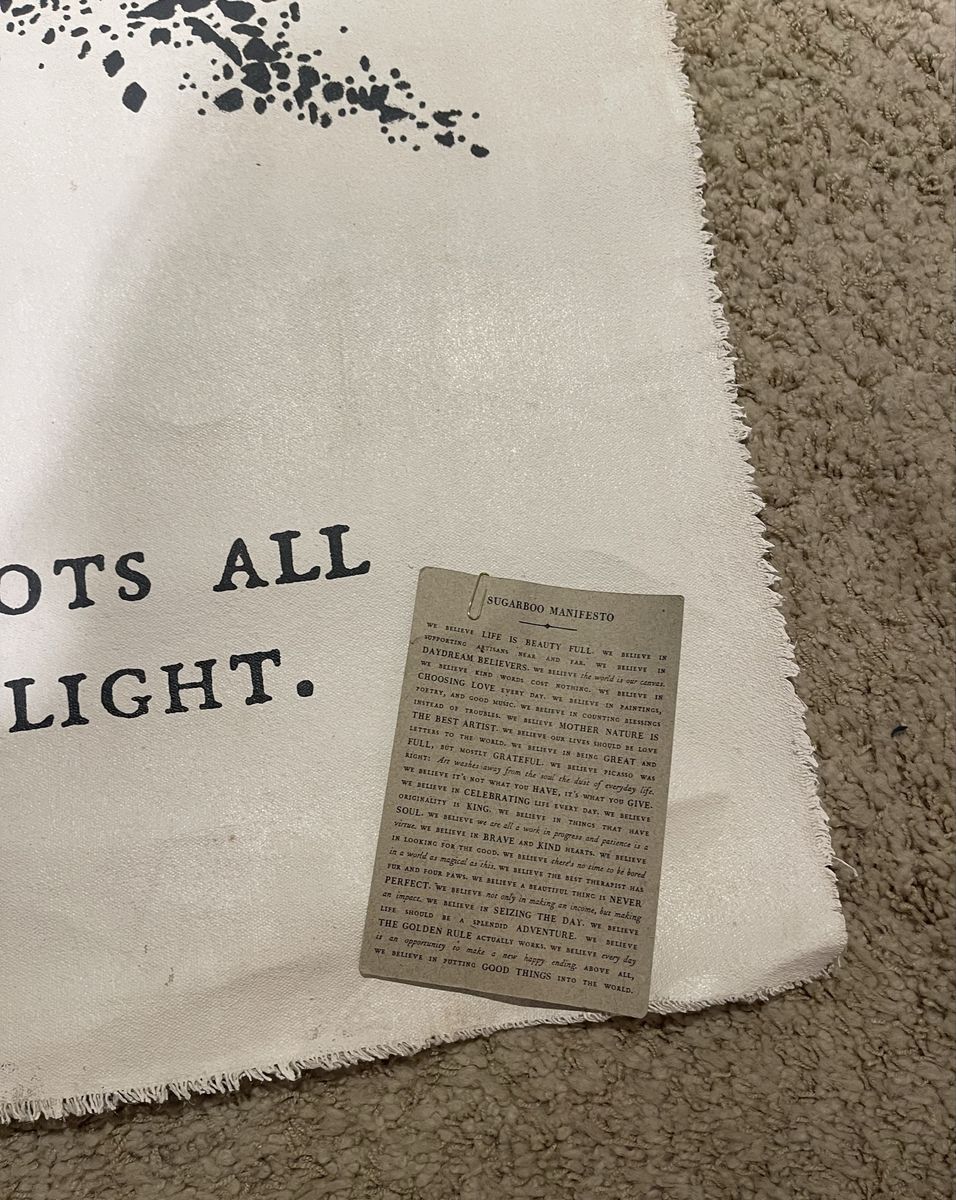 OTS ALL
LIGHT.
SUGARBOO MANIFESTO
WE BELIEVE LIFE IS BEAUTY FULL. WE BELIEVE IN
SUPPORTING ARTISANS NEAR AND FAR. WE BELIEVE IN
DAYDREAM BELIEVERS. WE BELIEVE the world is our canvas.
WE BELIEVE KIND WORDS COST NOTHING. WE BELIEVE IN
CHOOSING LOVE EVERY DAY. WE BELIEVE IN PAINTINGS,
POETRY, AND GOOD MUSIC. WE BELIEVE IN COUNTING BLESSINGS
INSTEAD OF TROUBLES. WE BELIEVE MOTHER NATURE IS
THE BEST ARTIST. WE BELIEVE OUR LIVES SHOULD BE LOVE
LETTERS TO THE WORLD. WE BELIEVE IN BEING GREAT AND
FULL, BUT MOSTLY GRATEFUL. WE BELIEVE PICASSO WAS
RIGHT: Art washes away from the soul the dust of everyday life.
WE BELIEVE IT'S NOT WHAT YOU HAVE, IT'S WHAT YOU GIVE.
WE BELIEVE IN CELEBRATING LIFE EVERY DAY. WE BELIEVE
ORIGINALITY IS KING. WE BELIEVE IN THINGS THAT HAVE
SOUL. WE BELIEVE we are all a work in progress and patience is a
virtue. WE BELIEVE IN BRAVE AND KIND HEARTS. WE BELIEVE
IN LOOKING FOR THE GOOD. WE BELIEVE there's no time to be bored
in a world as magical as this. WE BELIEVE THE BEST THERAPIST HAS
FUR AND FOUR PAWS. WE BELIEVE A BEAUTIFUL THING IS NEVER
PERFECT. WE BELIEVE not only in making an income, but making
an impact. WE BELIEVE IN SEIZING THE DAY. WE BELIEVE
LIFE SHOULD BE A SPLENDID ADVENTURE. WE BELIEVE
THE GOLDEN RULE ACTUALLY WORKS. WE BELIEVE every day
is an opportunity to make a new happy ending. ABOVE ALL,
WE BELIEVE IN PUTTING GOOD THINGS INTO THE WORLD.